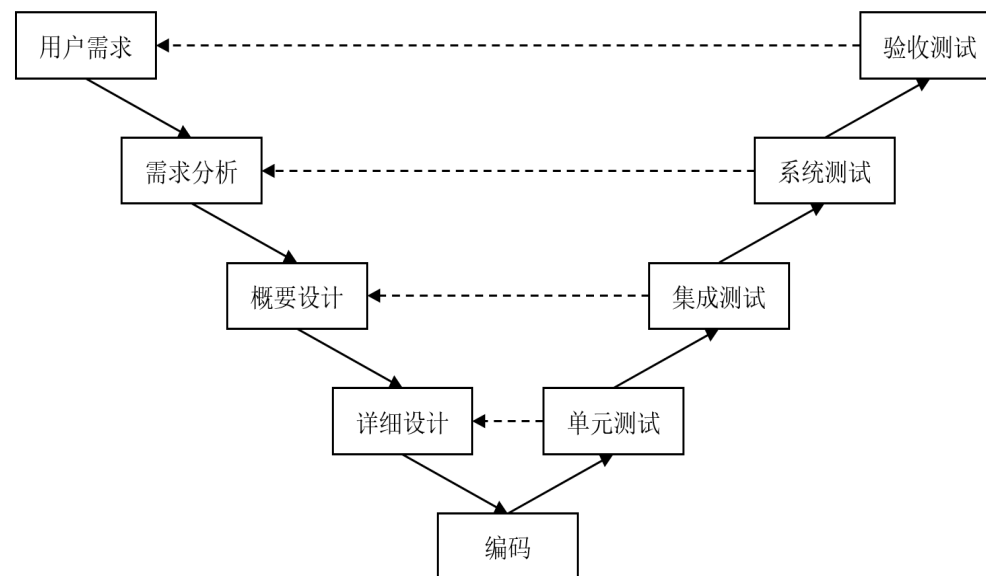 用户需求
验收测试
需求分析
系统测试
概要设计
集成测试
详细设计
单元测试
编码